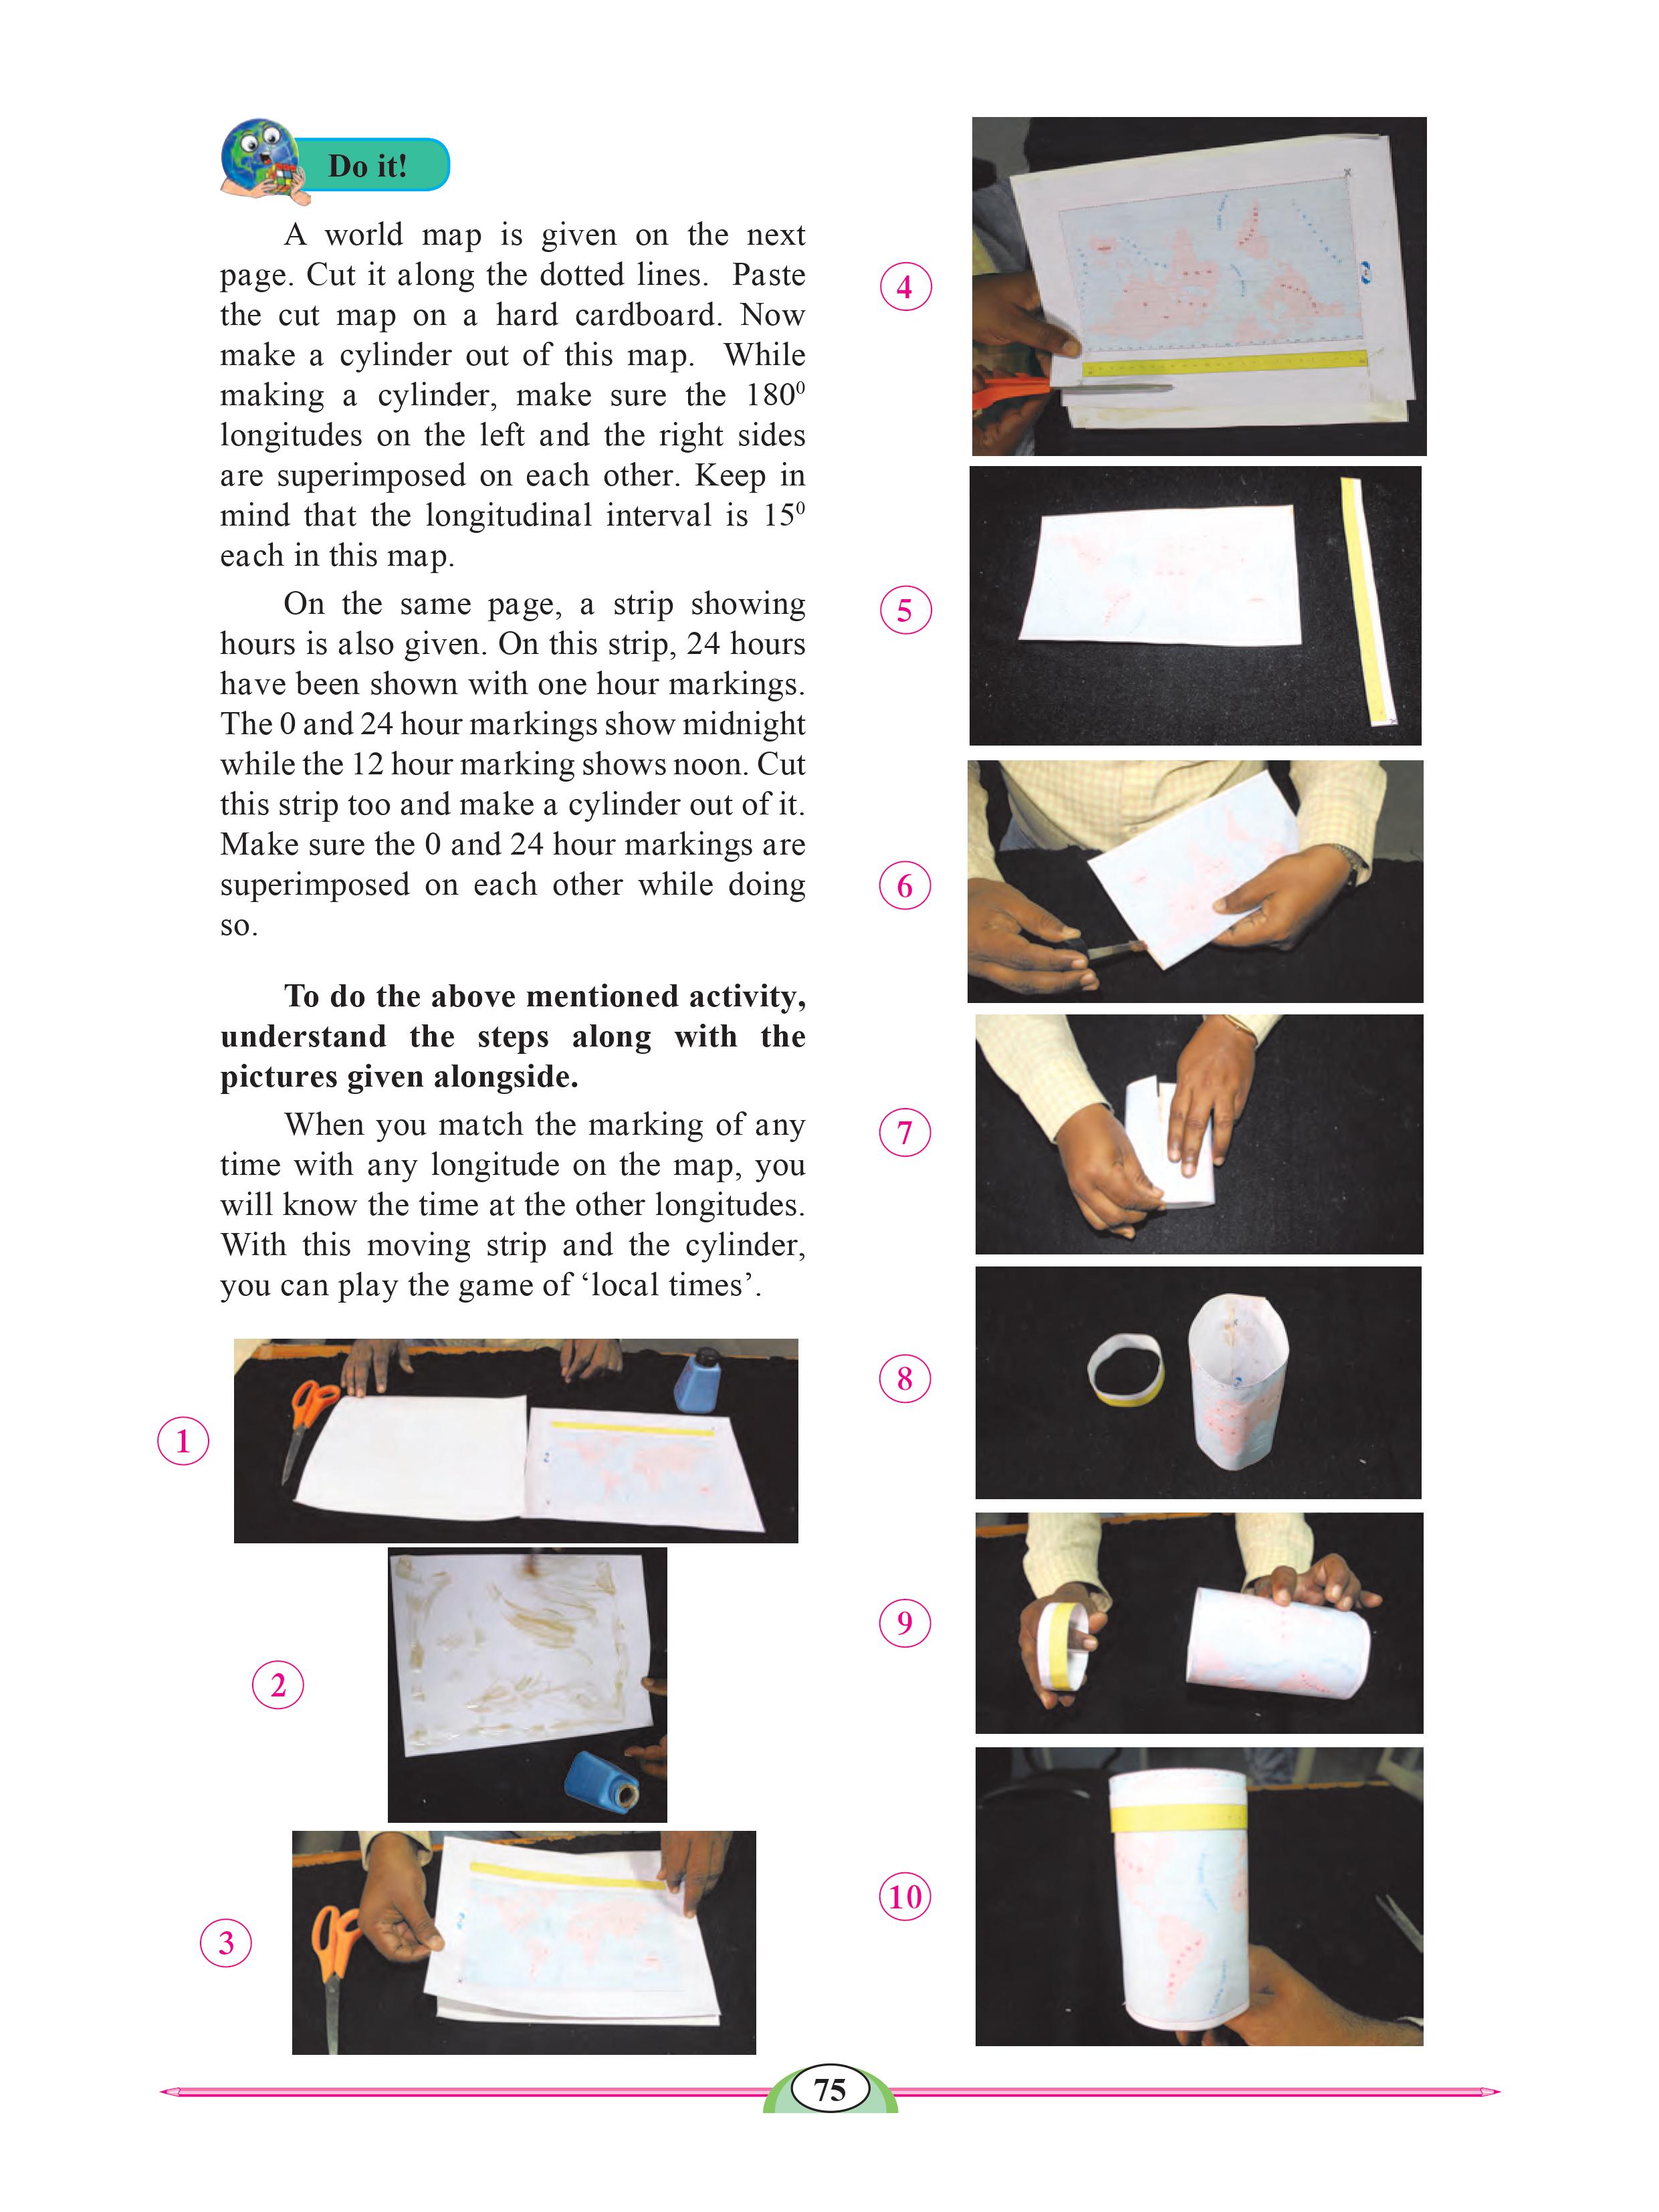 Do it!
A world map is given on the next
page. Cut it along the dotted lines. Paste
the cut map on a hard cardboard. Now
make a cylinder out of this map. While
making a cylinder, make sure the 180⁰
longitudes on the left and the right sides
are superimposed on each other. Keep in
mind that the longitudinal interval is 15⁰
each in this map.
On the same page, a strip showing
hours is also given. On this strip, 24 hours
have been shown with one hour markings.
The 0 and 24 hour markings show midnight
while the 12 hour marking shows noon. Cut
this strip too and make a cylinder out of it.
Make sure the 0 and 24 hour markings are
superimposed on each other while doing
so.
To do the above mentioned activity,
understand the steps along with the
pictures given alongside.
When you match the marking of any
time with any longitude on the map, you
will know the time at the other longitudes.
With this moving strip and the cylinder,
you can play the game of ‘local times’.
1
2
3
4
5
6
7
8
9
10
75